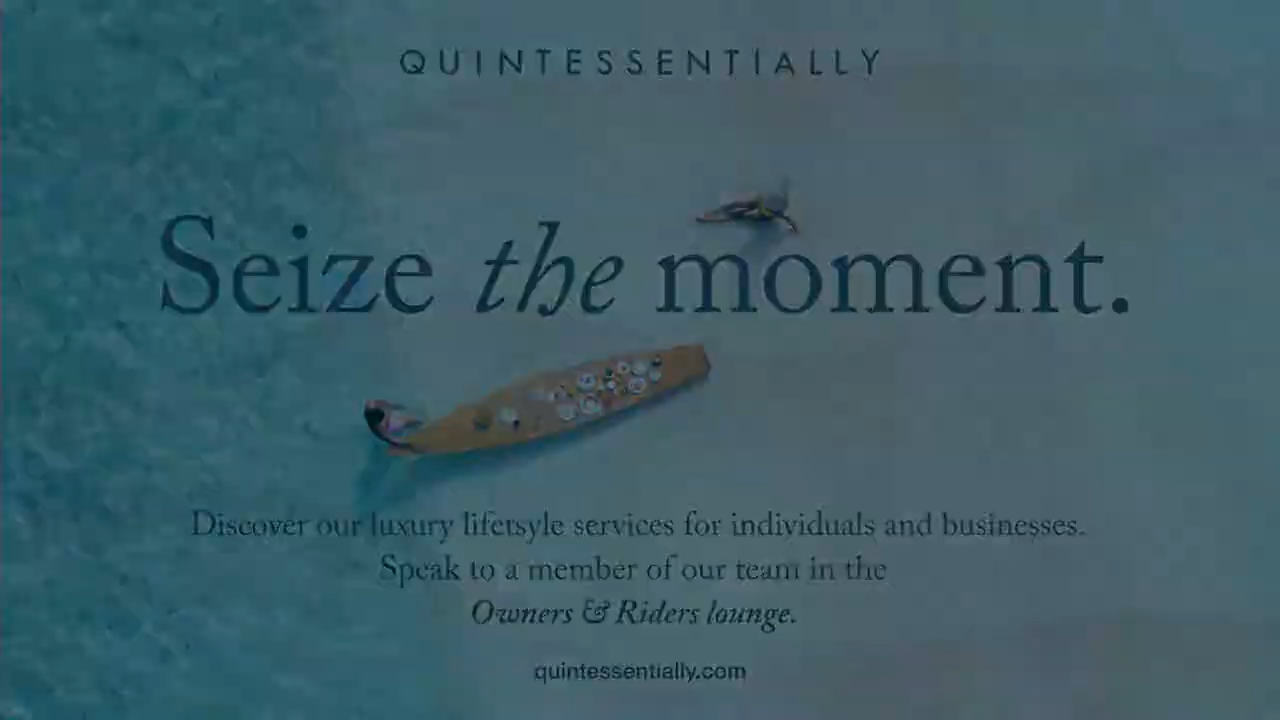 QUINTESSENTIALLY
Seize the moment.
Discover our luxury lifetsyle services for individuals and businesses.
Speak to a member of our team in the
Owners & Riders lounge.
quintessentially.com